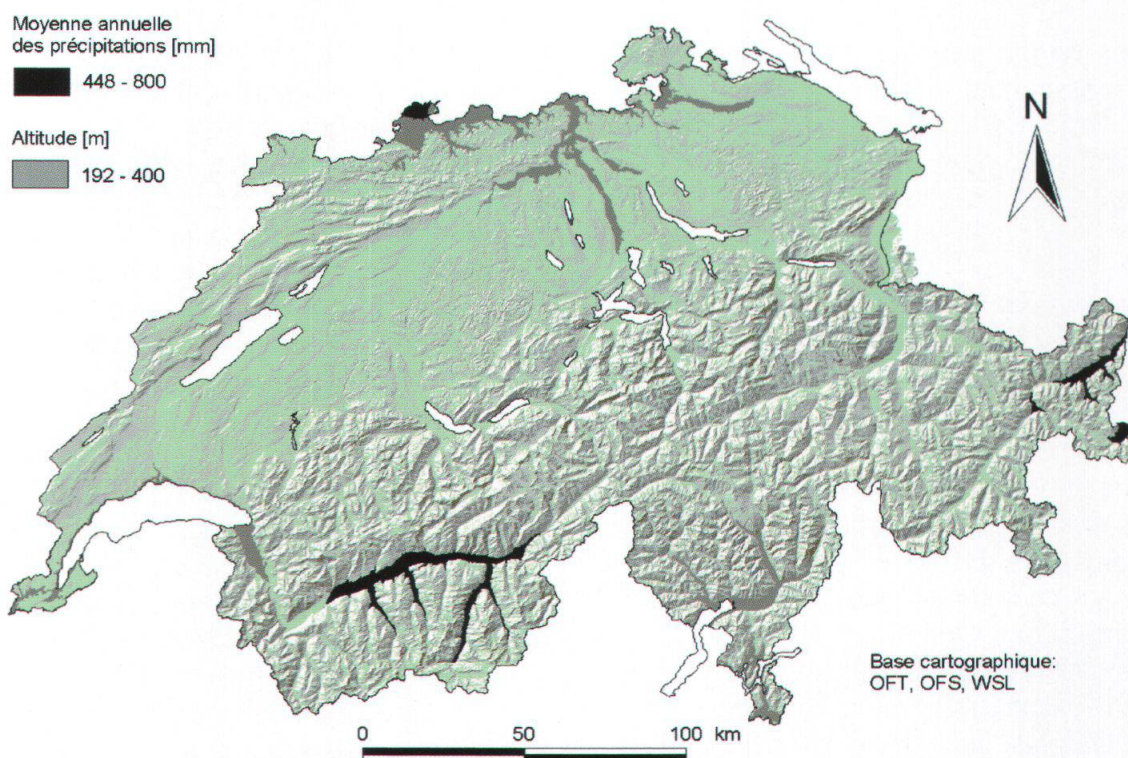 Moyenne annuelle
des précipitations [mm]
448 - 800
Altitude [m]
192 - 400
N
Base cartographique:
OFT, OFS, WSL
0 50 100 km